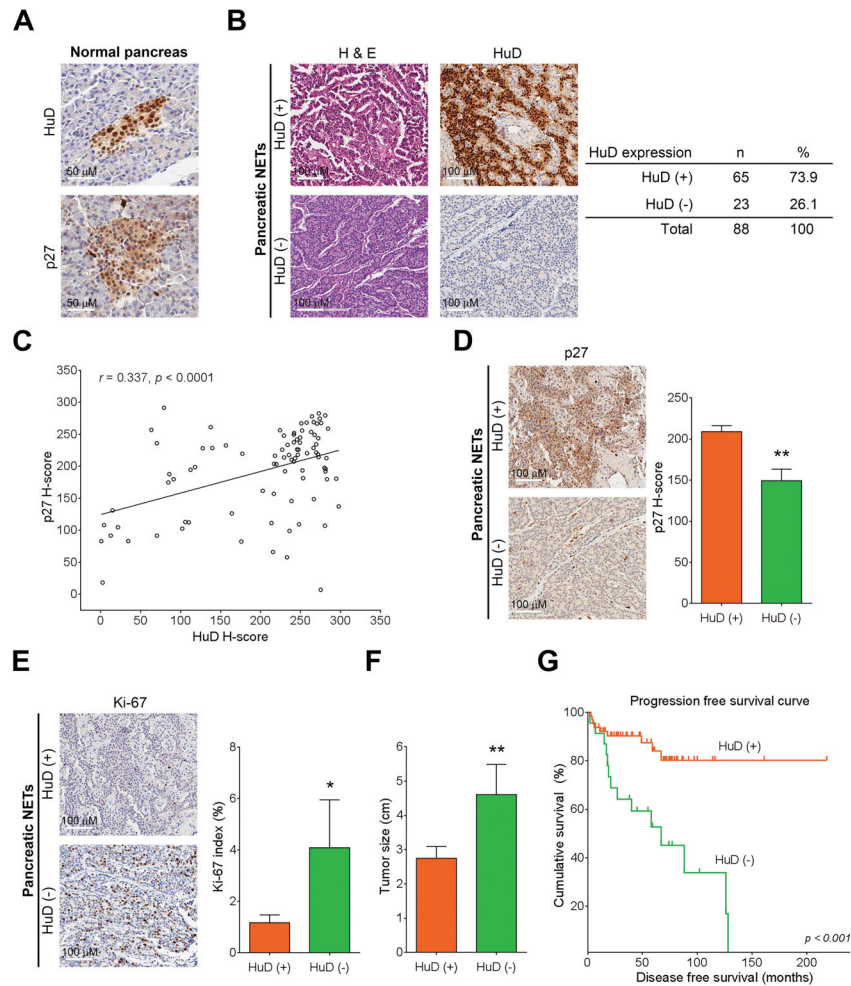 A
Normal pancreas
HuD
50 μM
p27
50 μM
B
H & E
HuD
Pancreatic NETs
HuD (+)
100 μM
100 μM
HuD (-)
100 μM
100 μM
HuD expression n %
HuD (+) 65 73.9
HuD (-) 23 26.1
Total 88 100
C
r = 0.337, p < 0.0001
350
300
250
200
150
100
50
0
p27 H-score
0 50 100 150 200 250 300 350
HuD H-score
D
p27
Pancreatic NETs
HuD (+)
100 μM
HuD (-)
100 μM
250
200
150
100
50
0
p27 H-score
**
HuD (+) HuD (-)
E
Ki-67
Pancreatic NETs
HuD (+)
100 μM
HuD (-)
100 μM
8
6
4
2
0
Ki-67 index (%)
*
HuD (+) HuD (-)
F
6
5
4
3
2
1
0
Tumor size (cm)
**
HuD (+) HuD (-)
G
Progression free survival curve
100
80
60
40
20
Cumulative survival (%)
HuD (+)
HuD (-)
p < 0.001
0 50 100 150 200
Disease free survival (months)